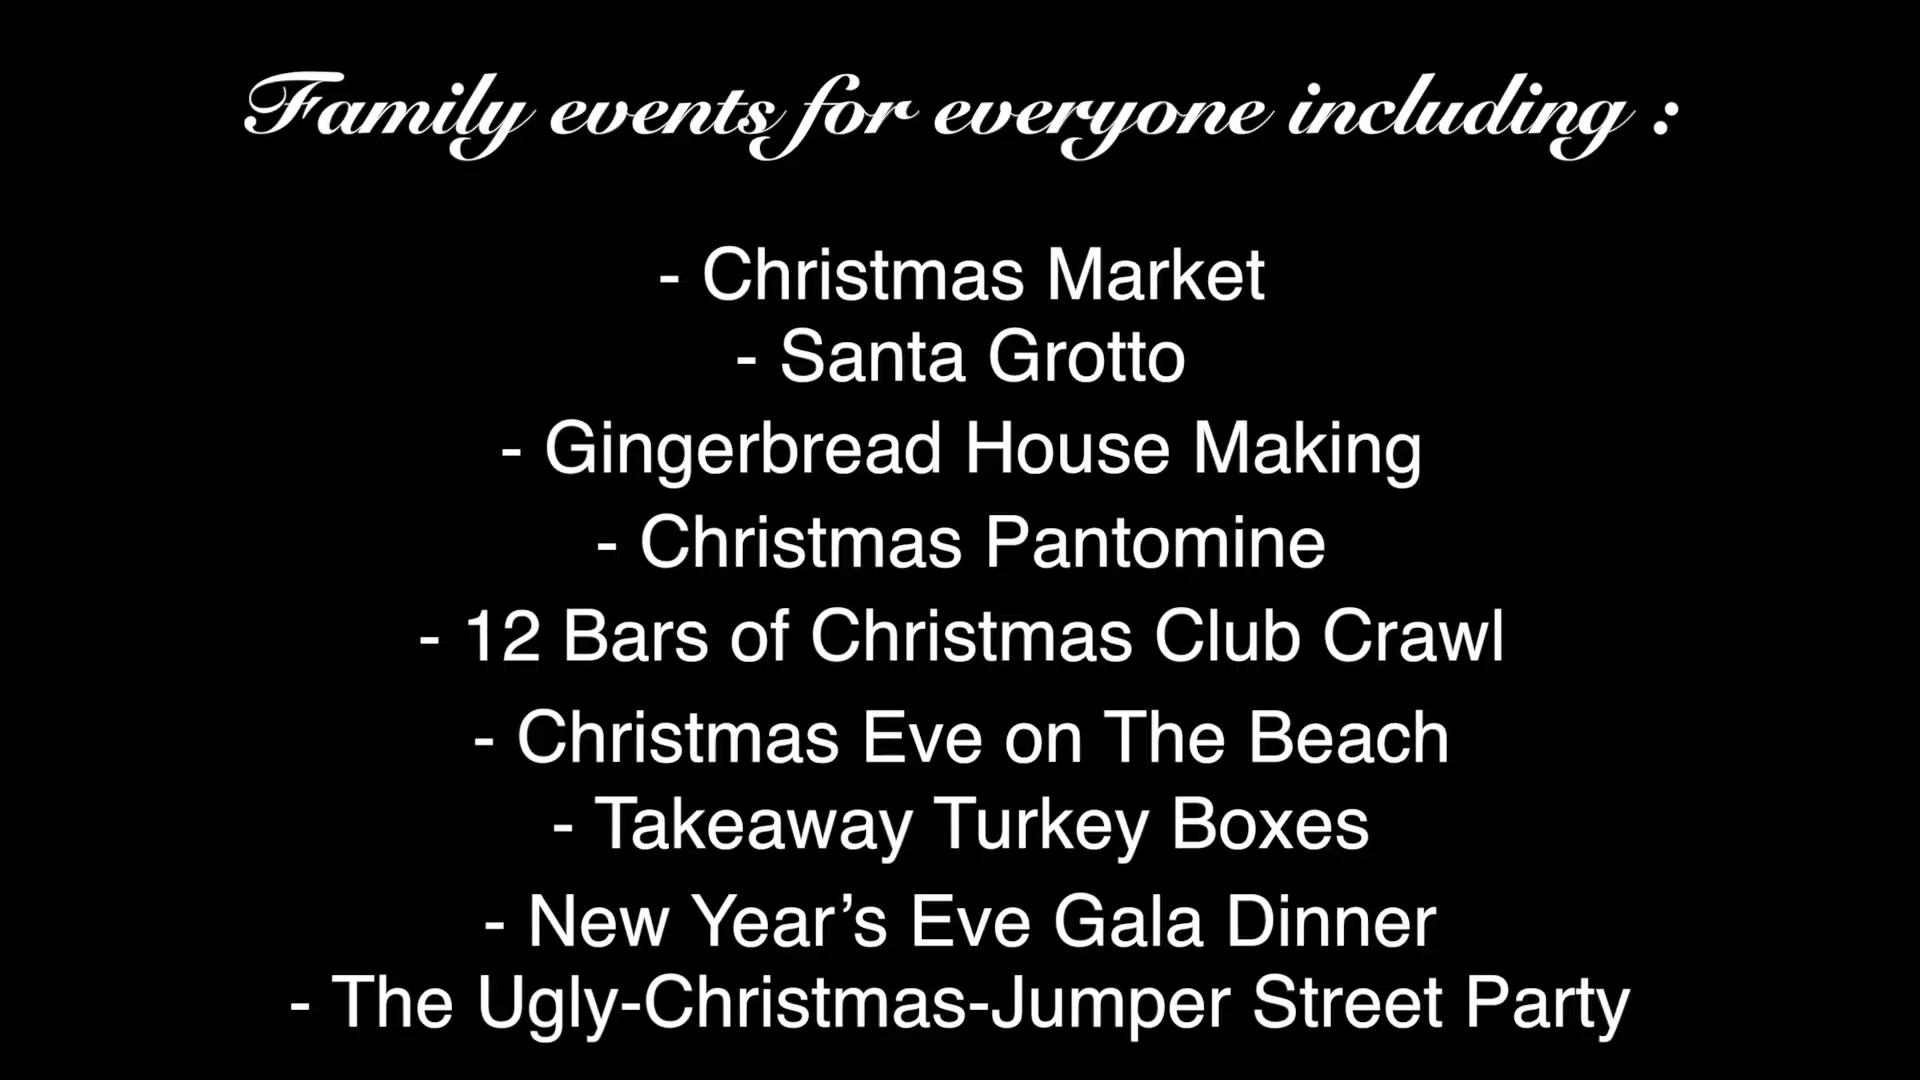 Family events for everyone including :
- Christmas Market
- Santa Grotto
- Gingerbread House Making
- Christmas Pantomine
- 12 Bars of Christmas Club Crawl
- Christmas Eve on The Beach
- Takeaway Turkey Boxes
- New Year’s Eve Gala Dinner
- The Ugly-Christmas-Jumper Street Party